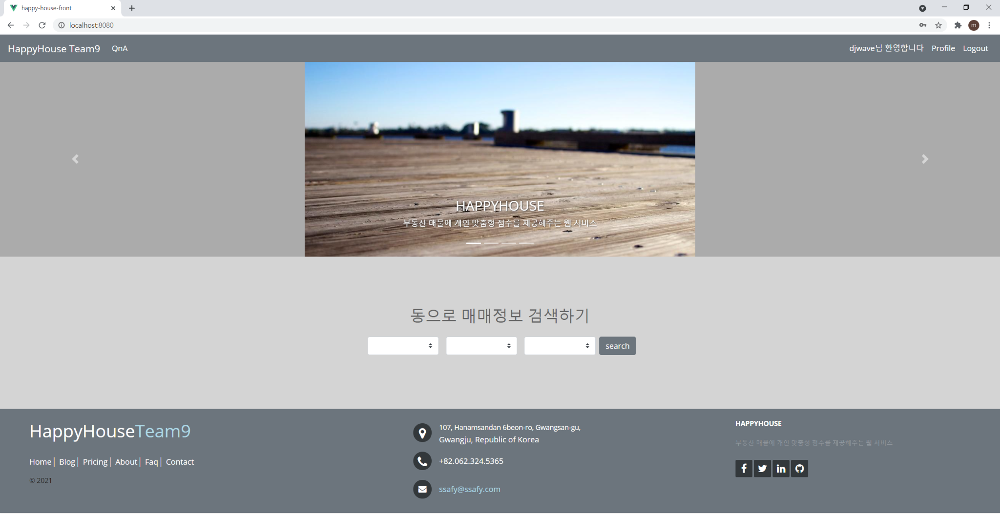 happy-house-front
localhost:8080
m
HappyHouse Team9 QnA djwave님 환영합니다 Profile Logout
HAPPYHOUSE
부동산 매물에 개인 맞춤형 점수를 제공해주는 웹 서비스
동으로 매매정보 검색하기
search
HappyHouseTeam9
Home| Blog| Pricing| About| Faq| Contact
© 2021
107, Hanamsandan 6beon-ro, Gwangsan-gu,
Gwangju, Republic of Korea
+82.062.324.5365
ssafy@ssafy.com
HAPPYHOUSE
부동산 매물에 개인 맞춤형 점수를 제공해주는 웹 서비스